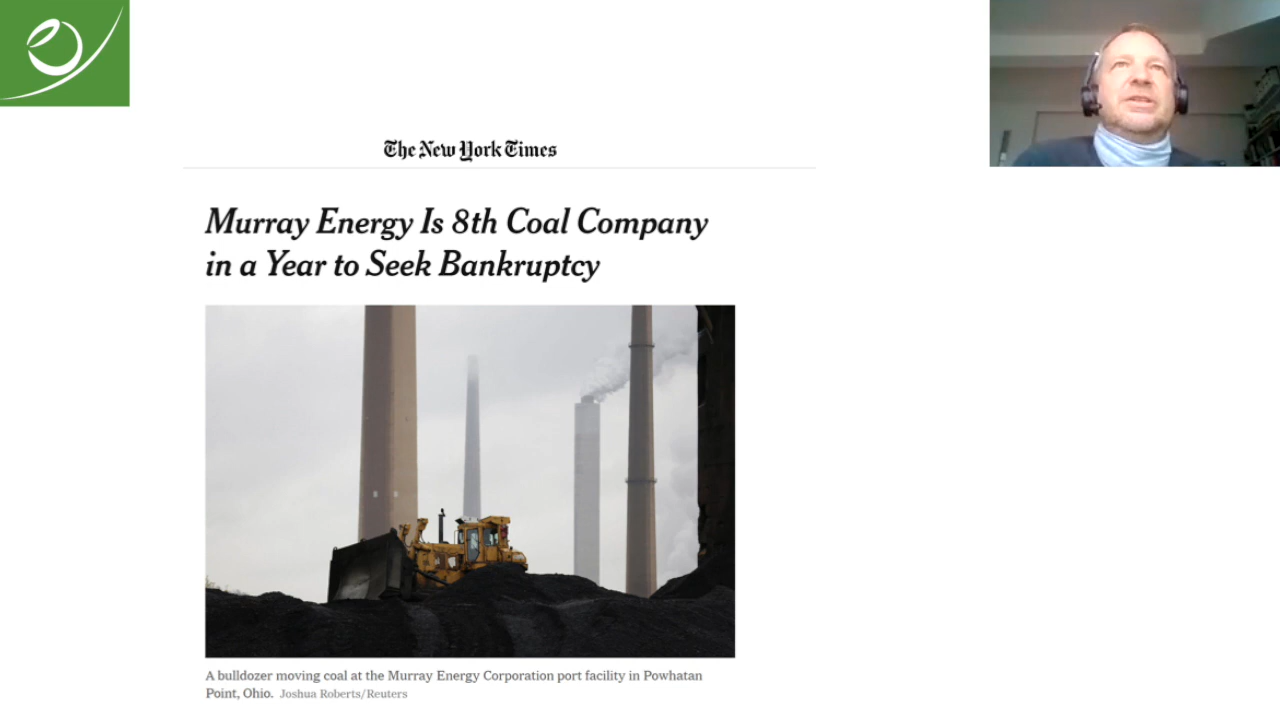 The New York Times
Murray Energy Is 8th Coal Company
in a Year to Seek Bankruptcy
A bulldozer moving coal at the Murray Energy Corporation port facility in Powhatan
Point, Ohio. Joshua Roberts/Reuters